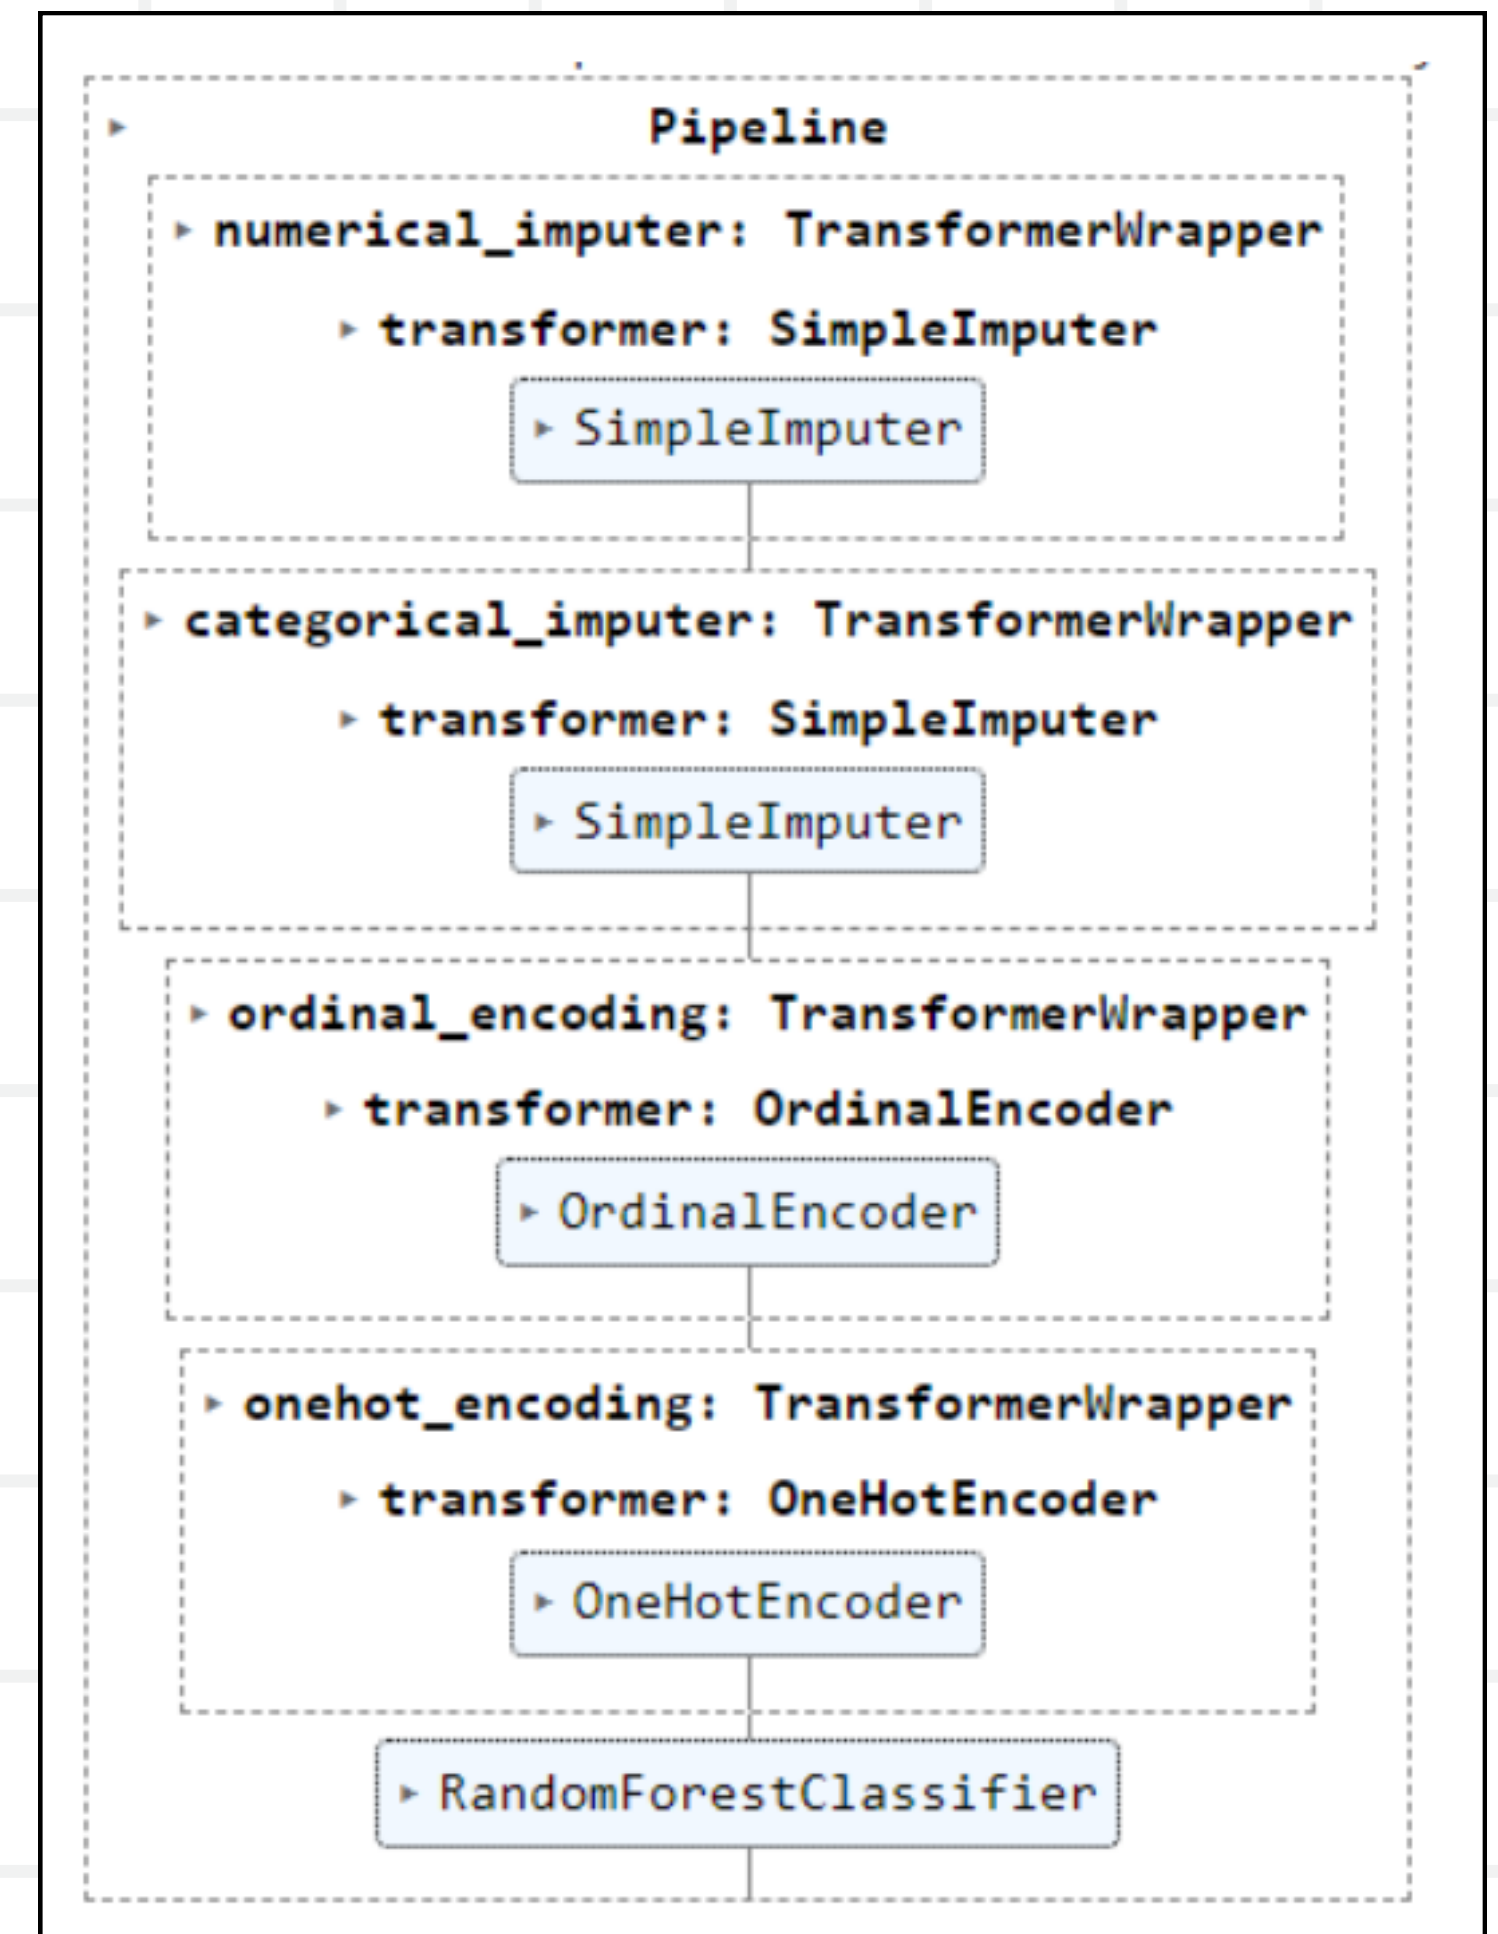 Pipeline
numerical_imputer: TransformerWrapper
transformer: SimpleImputer
SimpleImputer
categorical_imputer: TransformerWrapper
transformer: SimpleImputer
SimpleImputer
ordinal_encoding: TransformerWrapper
transformer: OrdinalEncoder
OrdinalEncoder
onehot_encoding: TransformerWrapper
transformer: OneHotEncoder
OneHotEncoder
RandomForestClassifier